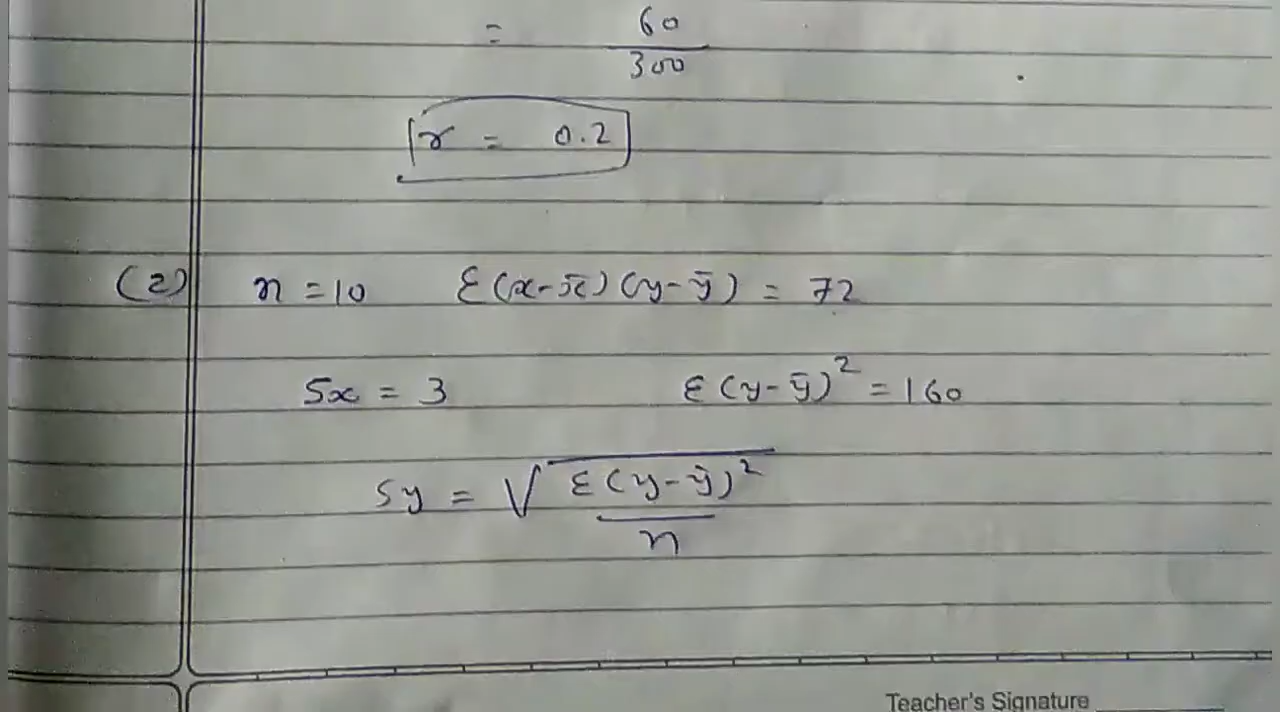 = 60/300
r = 0.2
(2) n = 10 Σ(x-x̄)(y-ȳ) = 72
Sx = 3 Σ(y-ȳ)² = 160
Sy = √Σ(y-ȳ)²/n
Teacher's Signature